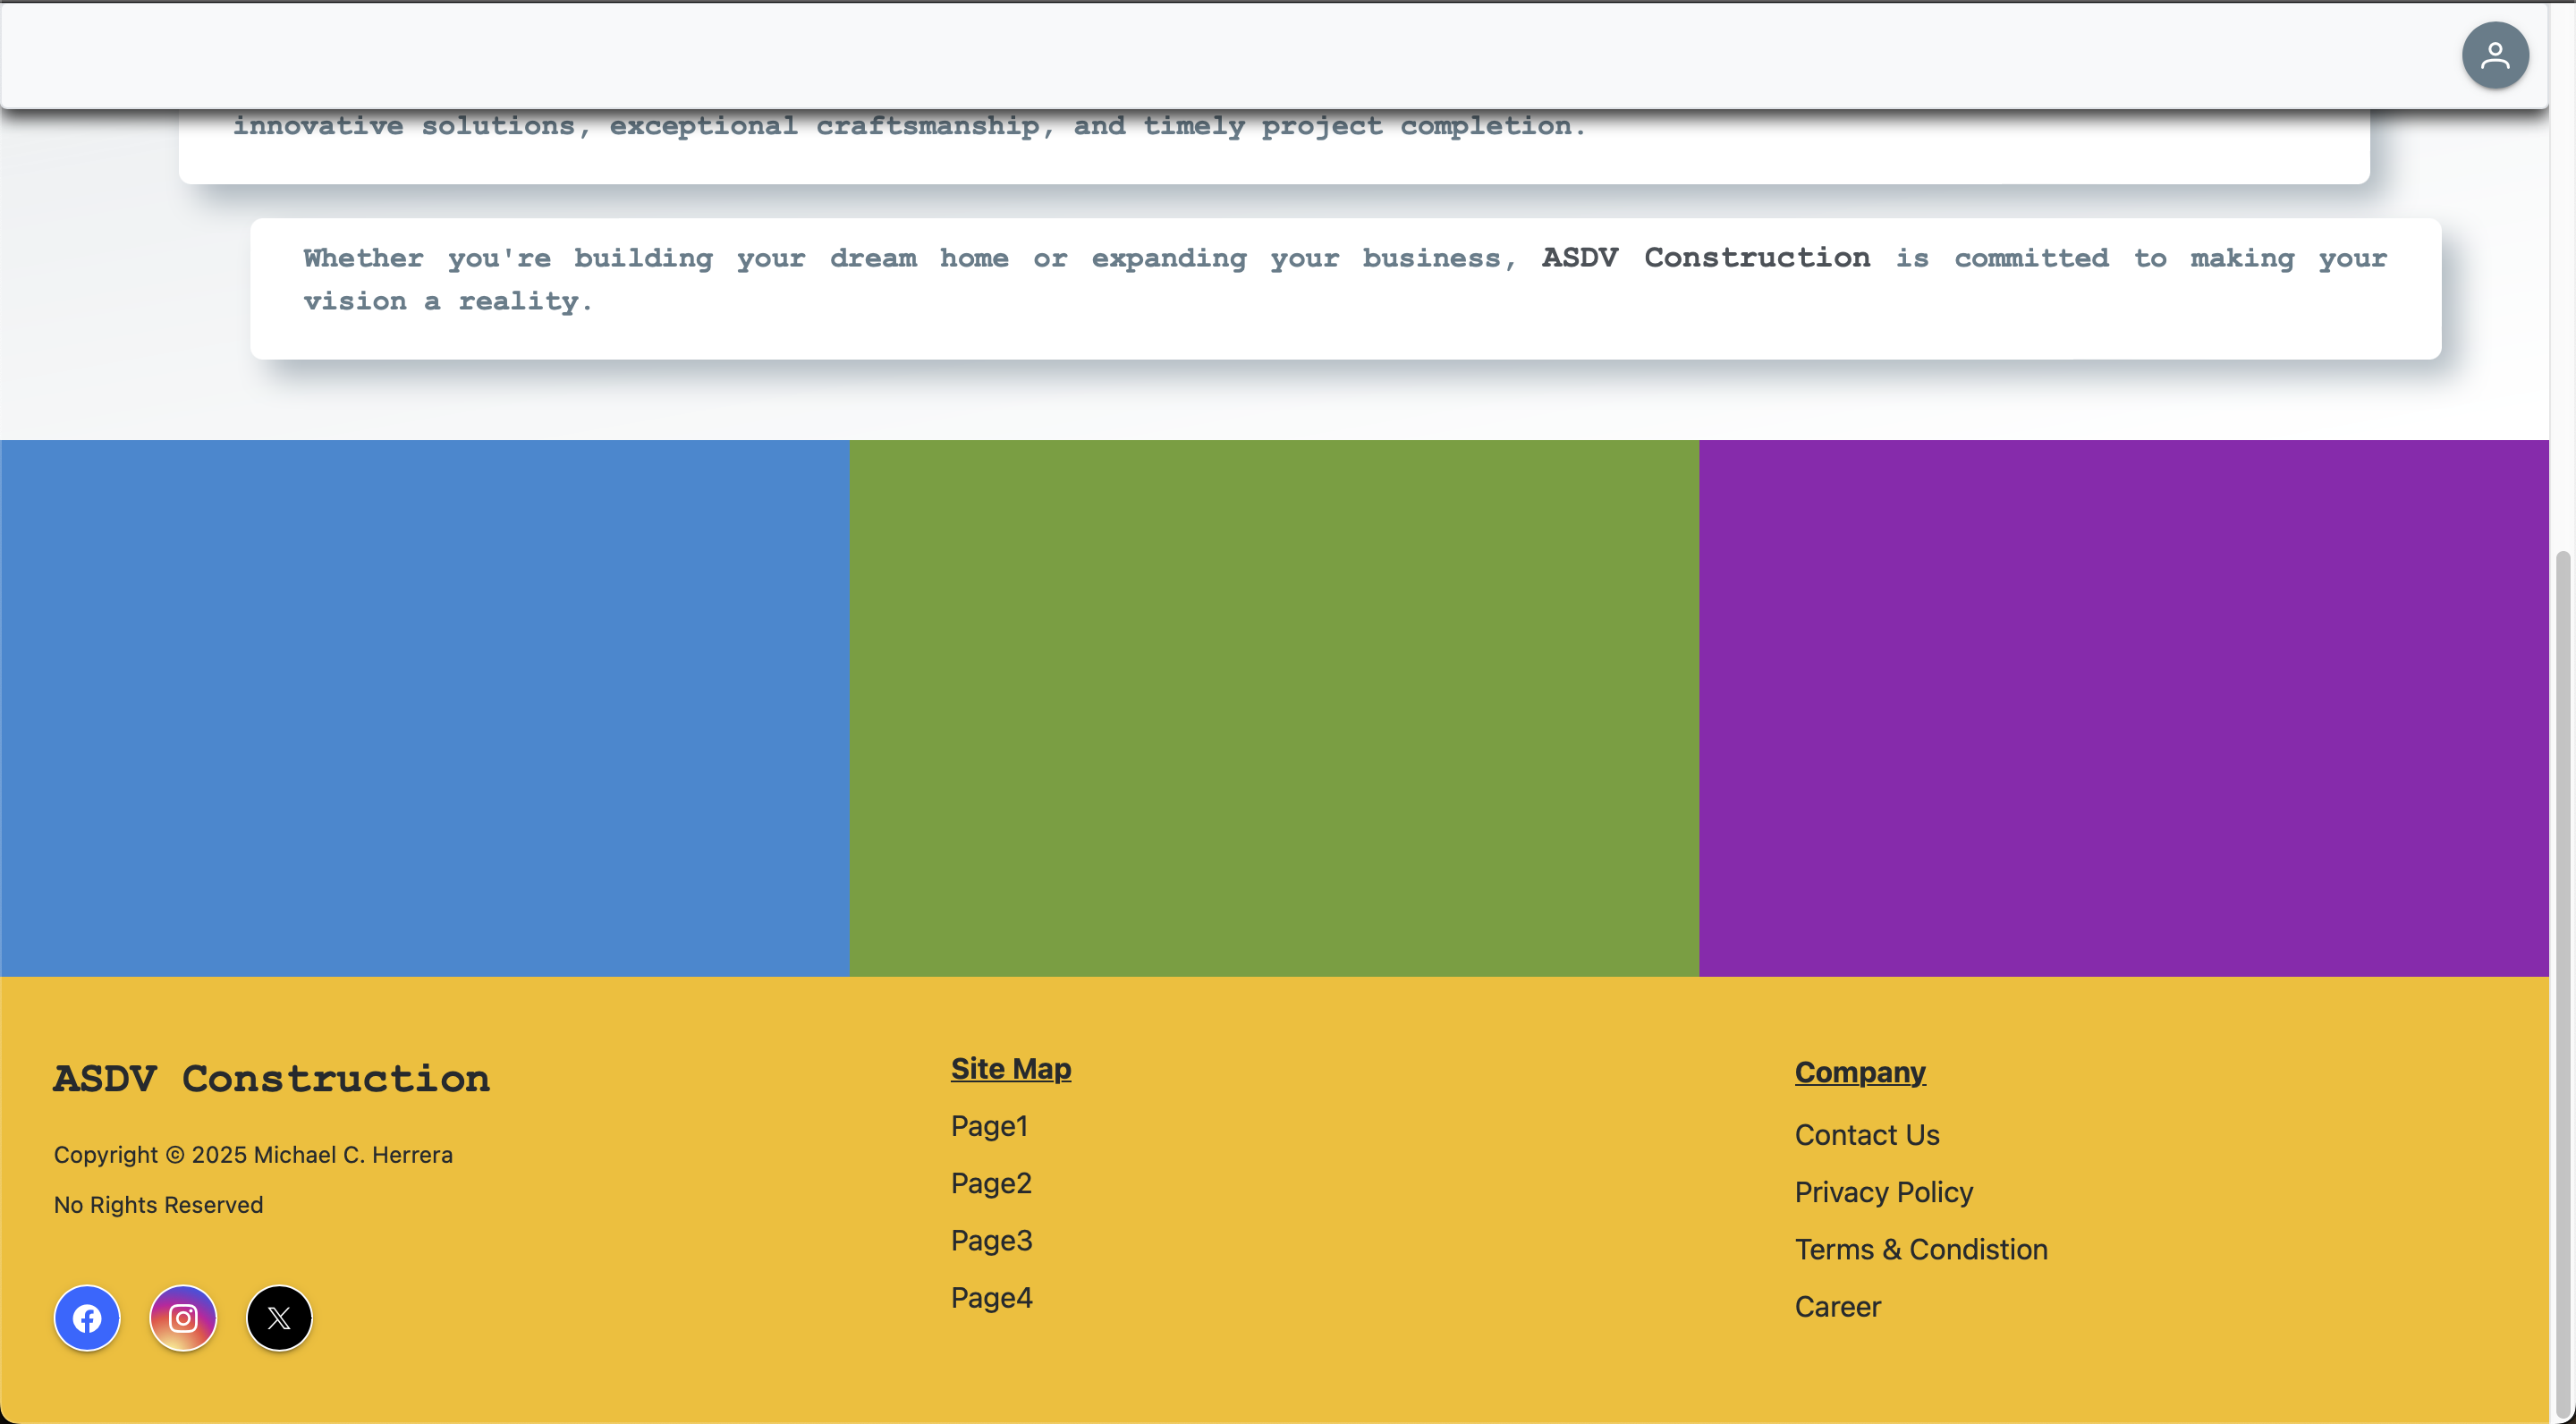 innovative solutions, exceptional craftsmanship, and timely project completion.
Whether you're building your dream home or expanding your business, ASDV Construction is committed to making your
vision a reality.
ASDV Construction
Copyright © 2025 Michael C. Herrera
No Rights Reserved
Site Map
Page1
Page2
Page3
Page4
Company
Contact Us
Privacy Policy
Terms & Condistion
Career